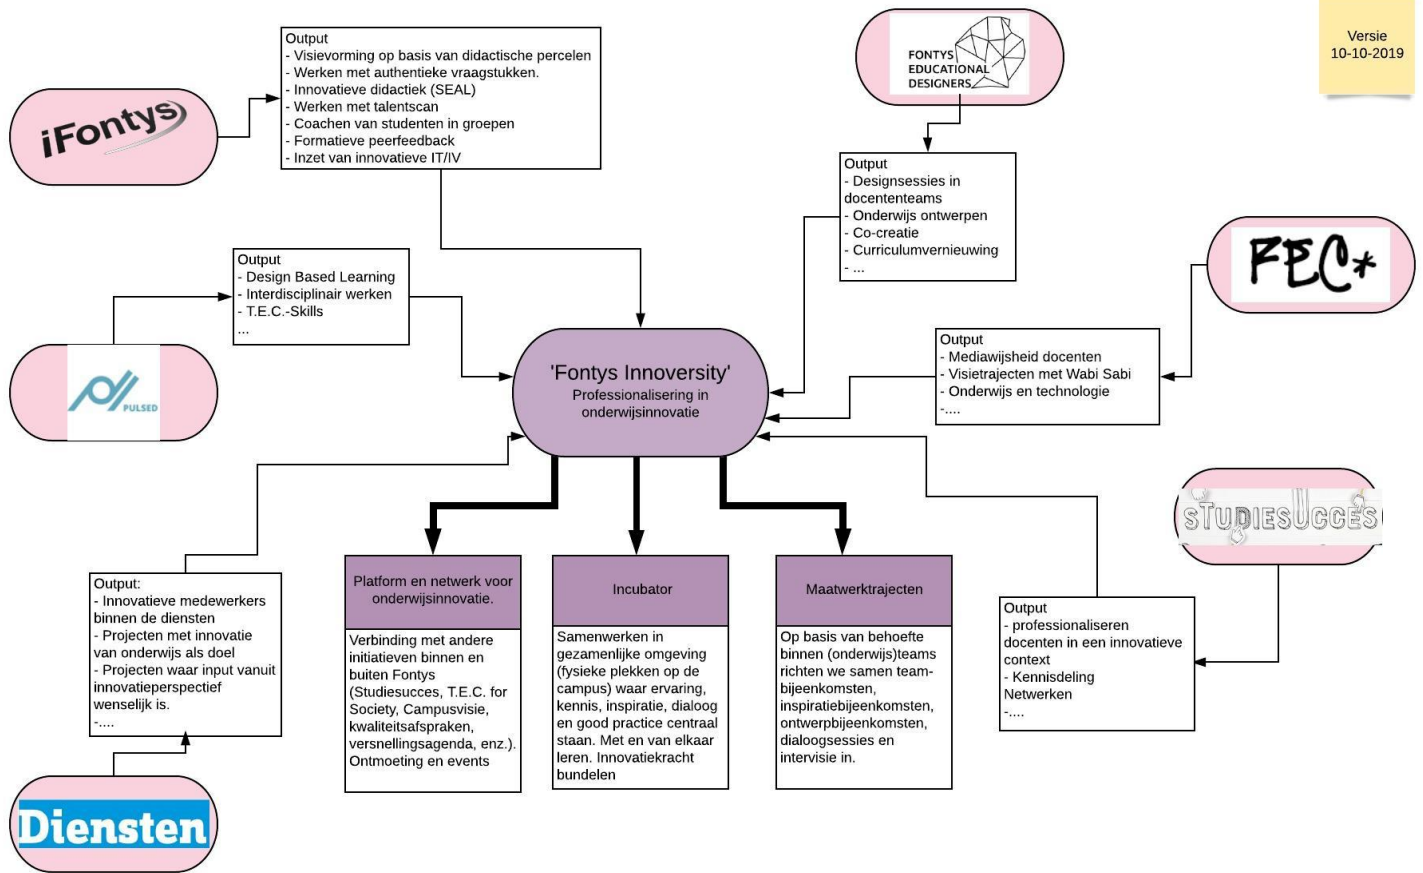 Versie
10-10-2019
iFontys
Output
- Visievorming op basis van didactische percelen
- Werken met authentieke vraagstukken.
- Innovatieve didactiek (SEAL)
- Werken met talentscan
- Coachen van studenten in groepen
- Formatieve peerfeedback
- Inzet van innovatieve IT/IV
FONTYS
EDUCATIONAL
DESIGNERS
Output
- Designsessies in
docententeams
- Onderwijs ontwerpen
- Co-creatie
- Curriculumvernieuwing
- ...
FEC*
Output
- Mediawijsheid docenten
- Visietrajecten met Wabi Sabi
- Onderwijs en technologie
-....
PULSED
Output
- Design Based Learning
- Interdisciplinair werken
- T.E.C.-Skills
...
'Fontys Innoversity'
Professionalisering in
onderwijsinnovatie
STUDIESUCCES
Output
- professionaliseren
docenten in een innovatieve
context
- Kennisdeling
Netwerken
-....
Diensten
Output:
- Innovatieve medewerkers
binnen de diensten
- Projecten met innovatie
van onderwijs als doel
- Projecten waar input vanuit
innovatieperspectief
wenselijk is.
-....
Platform en netwerk voor
onderwijsinnovatie.
Verbinding met andere
initiatieven binnen en
buiten Fontys
(Studiesucces, T.E.C. for
Society, Campusvisie,
kwaliteitsafspraken,
versnellingsagenda, enz.).
Ontmoeting en events
Incubator
Samenwerken in
gezamenlijke omgeving
(fysieke plekken op de
campus) waar ervaring,
kennis, inspiratie, dialoog
en good practice centraal
staan. Met en van elkaar
leren. Innovatiekracht
bundelen
Maatwerktrajecten
Op basis van behoefte
binnen (onderwijs)teams
richten we samen team-
bijeenkomsten,
inspiratiebijeenkomsten,
ontwerpbijeenkomsten,
dialoogsessies en
intervisie in.